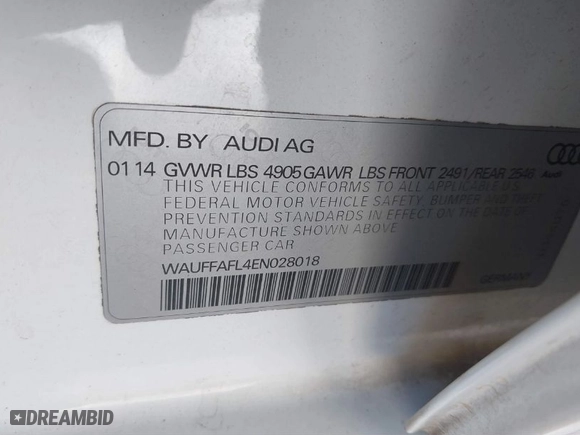 MFD. BY AUDI AG
01 14 GVWR LBS 4905 GAWR LBS FRONT 2491/REAR 2546
Audi
THIS VEHICLE CONFORMS TO ALL APPLICABLE U.S.
FEDERAL MOTOR VEHICLE SAFETY, BUMPER AND THEFT
PREVENTION STANDARDS IN EFFECT ON THE DATE OF
MANUFACTURE SHOWN ABOVE
PASSENGER CAR
WAUFFAFL4EN028018
GERMANY
DREAMBID